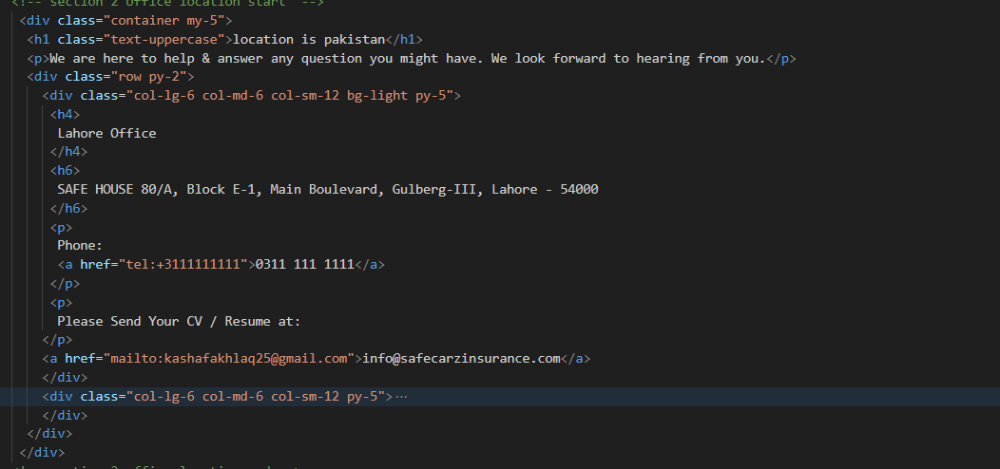 <!-- section 2 office location start  -->
<div class="container my-5">
<h1 class="text-uppercase">location is pakistan</h1>
<p>We are here to help & answer any question you might have. We look forward to hearing from you.</p>
<div class="row py-2">
<div class="col-lg-6 col-md-6 col-sm-12 bg-light py-5">
<h4>
Lahore Office
</h4>
<h6>
SAFE HOUSE 80/A, Block E-1, Main Boulevard, Gulberg-III, Lahore - 54000
</h6>
<p>
Phone:
<a href="tel:+3111111111">0311 111 1111</a>
</p>
<p>
Please Send Your CV / Resume at:
</p>
<a href="mailto:kashafakhlaq25@gmail.com">info@safecarzinsurance.com</a>
</div>
<div class="col-lg-6 col-md-6 col-sm-12 py-5">⋯
</div>
</div>
</div>